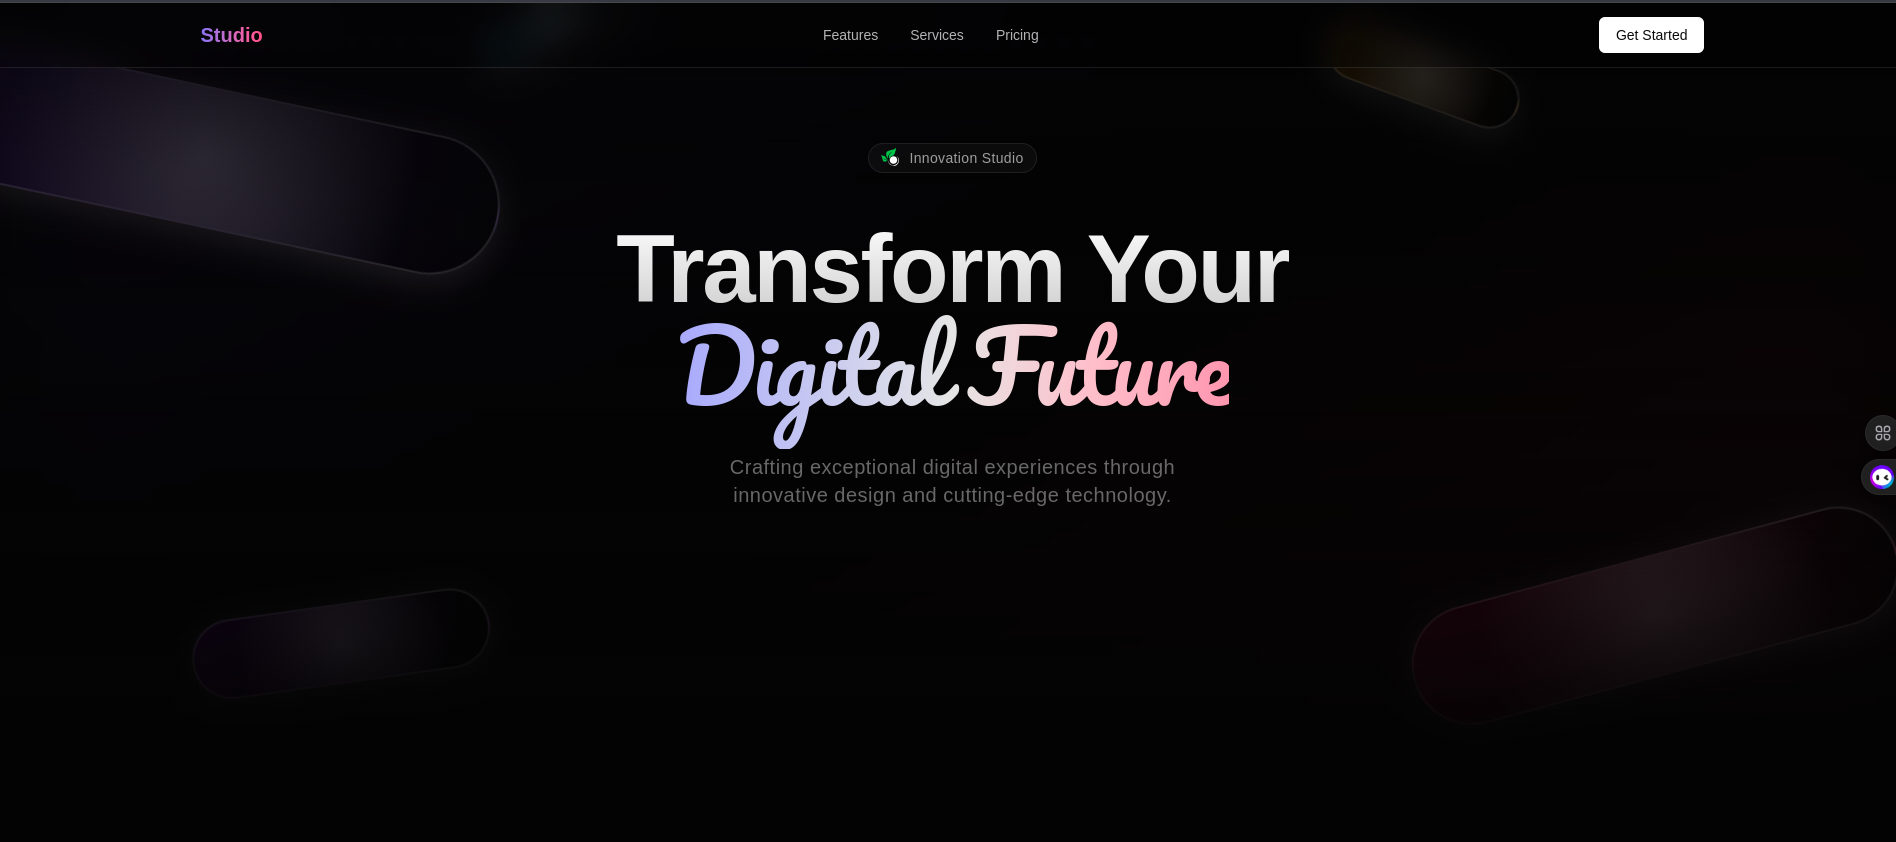 Studio
Features
Services
Pricing
Get Started
Innovation Studio
Transform Your
Digital Future
Crafting exceptional digital experiences through
innovative design and cutting-edge technology.